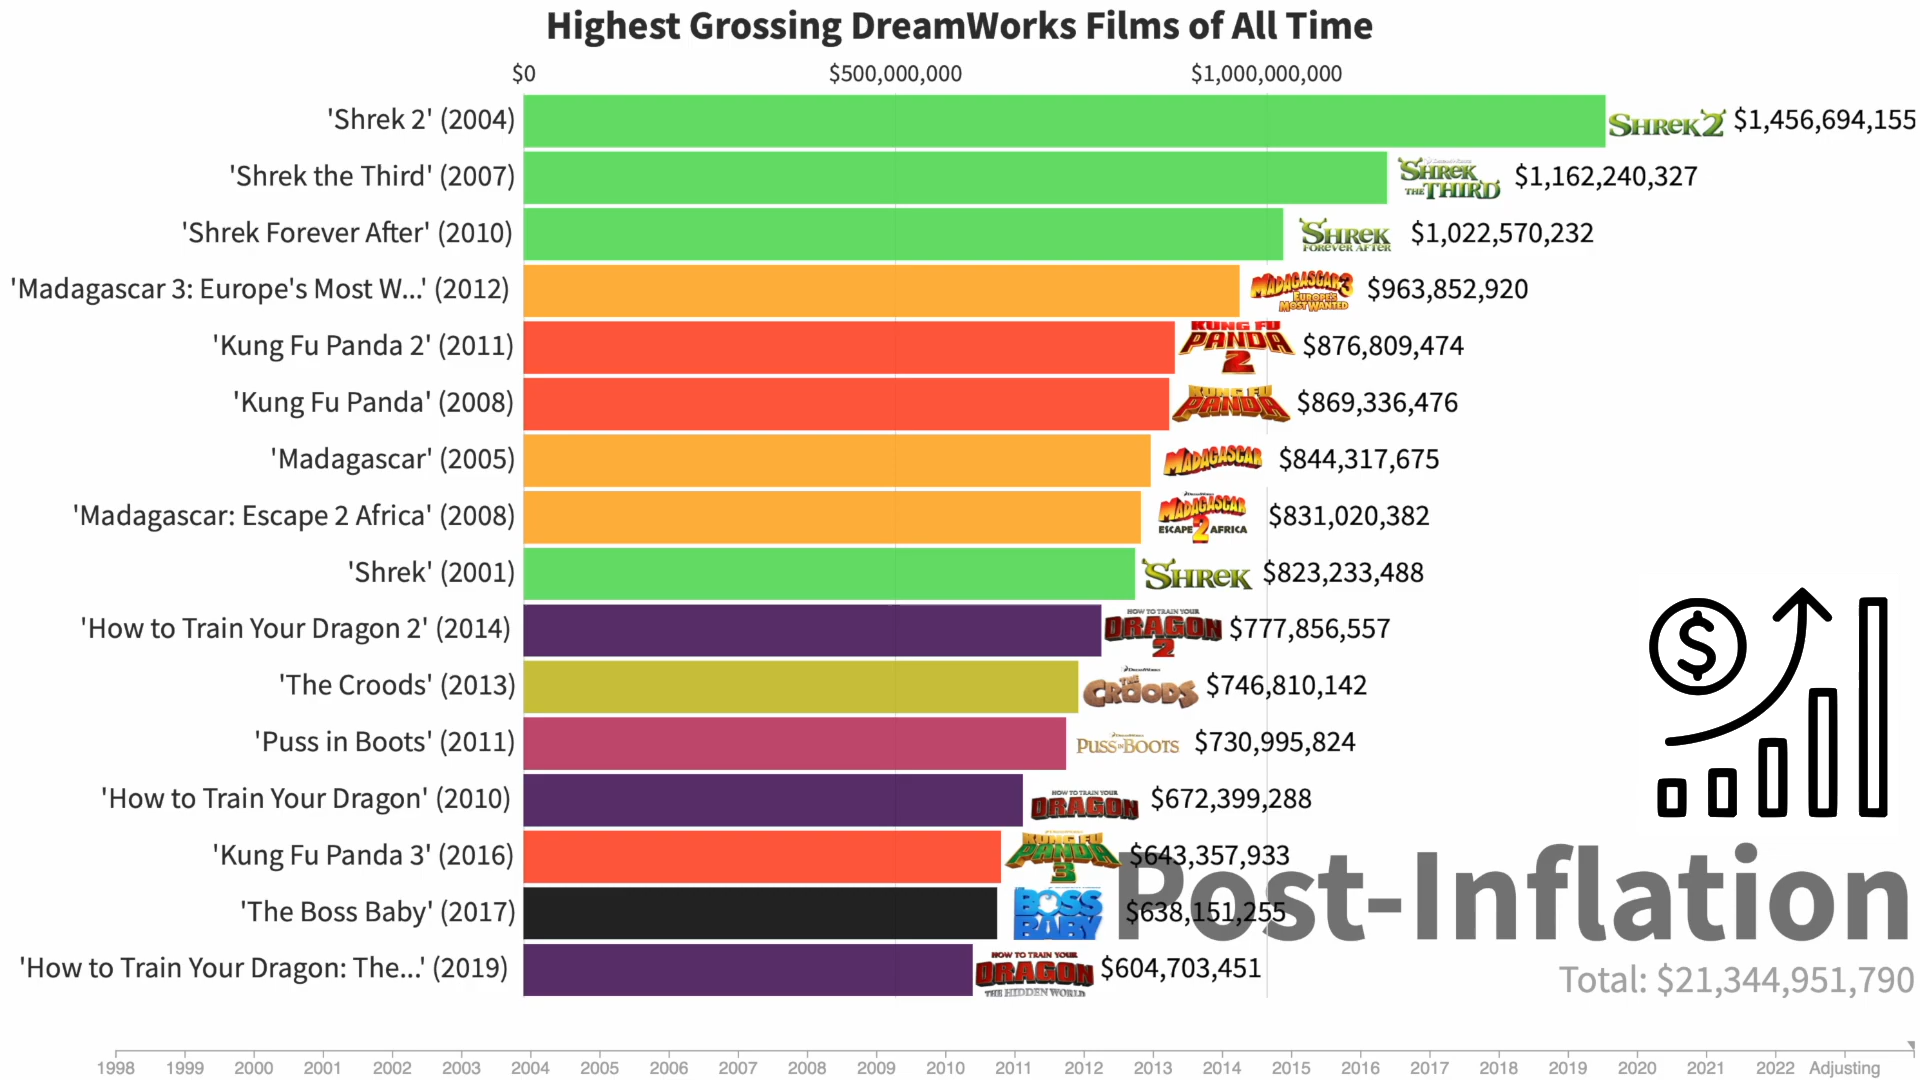 Highest Grossing DreamWorks Films of All Time
$0 $500,000,000 $1,000,000,000
'Shrek 2' (2004) SHREK 2 $1,456,694,155
'Shrek the Third' (2007) SHREK THE THIRD $1,162,240,327
'Shrek Forever After' (2010) SHREK FOREVER AFTER $1,022,570,232
'Madagascar 3: Europe's Most W...' (2012) MADAGASCAR 3 EUROPE'S MOST WANTED $963,852,920
'Kung Fu Panda 2' (2011) KUNG FU PANDA 2 $876,809,474
'Kung Fu Panda' (2008) KUNG FU PANDA $869,336,476
'Madagascar' (2005) MADAGASCAR $844,317,675
'Madagascar: Escape 2 Africa' (2008) MADAGASCAR ESCAPE 2 AFRICA $831,020,382
'Shrek' (2001) SHREK $823,233,488
'How to Train Your Dragon 2' (2014) HOW TO TRAIN YOUR DRAGON 2 $777,856,557
'The Croods' (2013) THE CROODS $746,810,142
'Puss in Boots' (2011) PUSS IN BOOTS $730,995,824
'How to Train Your Dragon' (2010) HOW TO TRAIN YOUR DRAGON $672,399,288
'Kung Fu Panda 3' (2016) KUNG FU PANDA 3 $643,357,933
'The Boss Baby' (2017) BOSS BABY $638,151,255
'How to Train Your Dragon: The...' (2019) HOW TO TRAIN YOUR DRAGON THE HIDDEN WORLD $604,703,451
$
Post-Inflation
Total: $21,344,951,790
1998 1999 2000 2001 2002 2003 2004 2005 2006 2007 2008 2009 2010 2011 2012 2013 2014 2015 2016 2017 2018 2019 2020 2021 2022 Adjusting